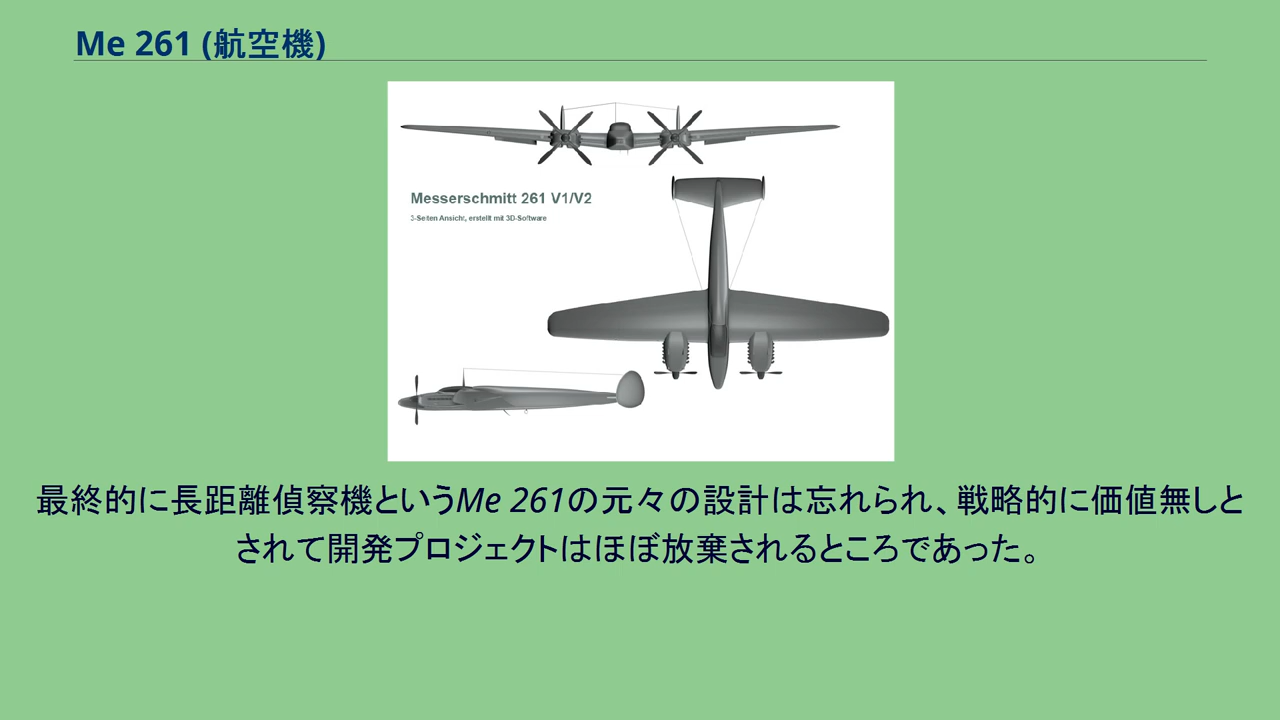 Me 261 (航空機)
Messerschmitt 261 V1/V2
3-Seiten Ansicht, erstellt mit 3D-Software
最終的に長距離偵察機というMe 261の元々の設計は忘れられ、戦略的に価値無しと
されて開発プロジェクトはほぼ放棄されるところであった。